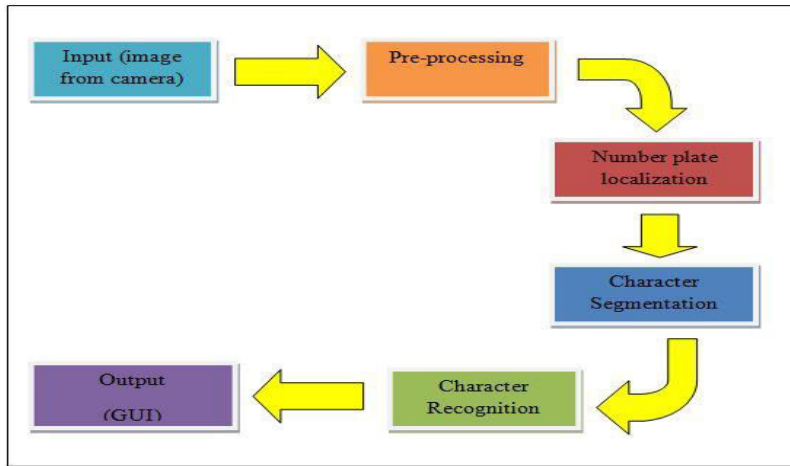 Input (image
from camera)
Pre-processing
Number plate
localization
Character
Segmentation
Character
Recognition
Output
(GUI)